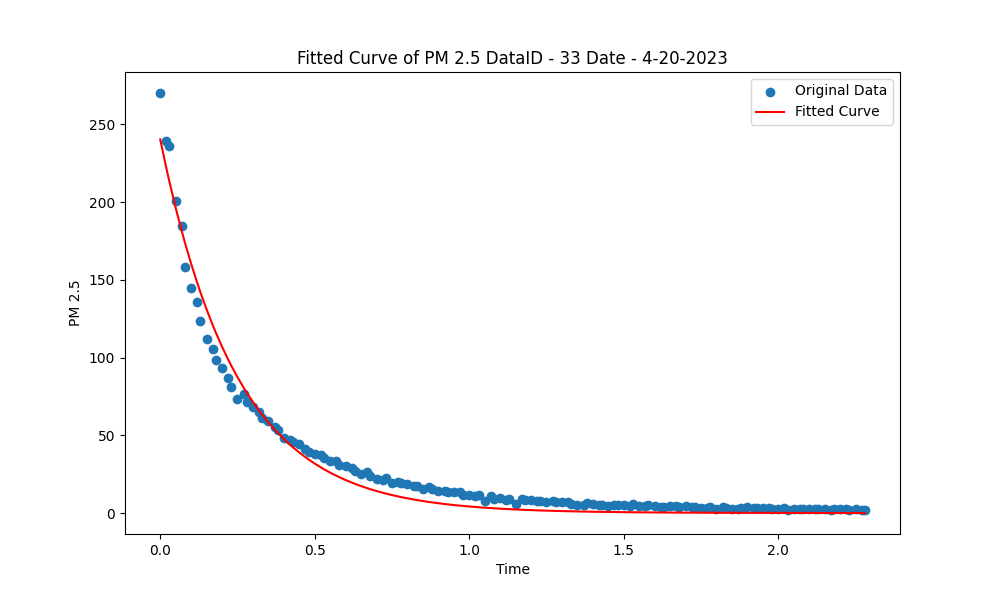 Fitted Curve of PM 2.5 DataID - 33 Date - 4-20-2023
Original Data
Fitted Curve
250
200
150
100
50
0
PM 2.5
0.0 0.5 1.0 1.5 2.0
Time